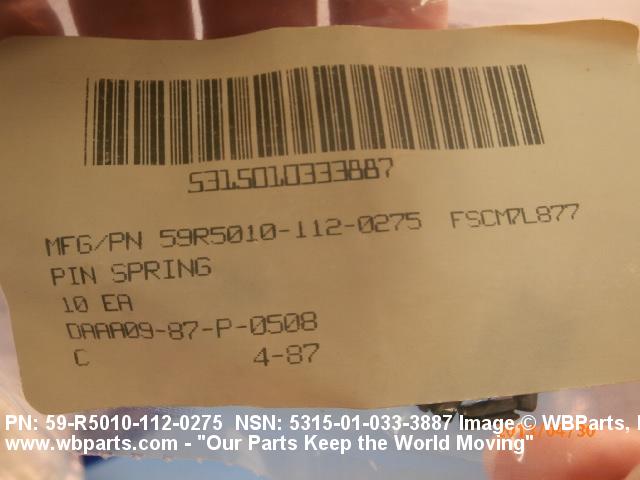 5315010333887
MFG/PN 59R5010-112-0275 FSCM7L877
PIN SPRING
10 EA
DAAA09-87-P-0508
C 4-87
PN: 59-R5010-112-0275 NSN: 5315-01-033-3887 Image © WBParts,
www.wbparts.com - "Our Parts Keep the World Moving"